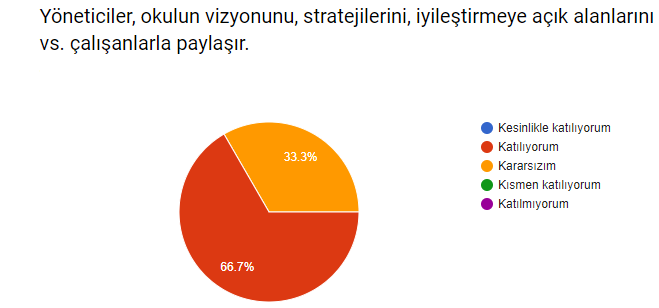 Yöneticiler, okulun vizyonunu, stratejilerini, iyileştirmeye açık alanlarını
vs. çalışanlarla paylaşır.
Kesinlikle katılıyorum
Katılıyorum
Kararsızım
Kısmen katılıyorum
Katılmıyorum
33.3%
66.7%